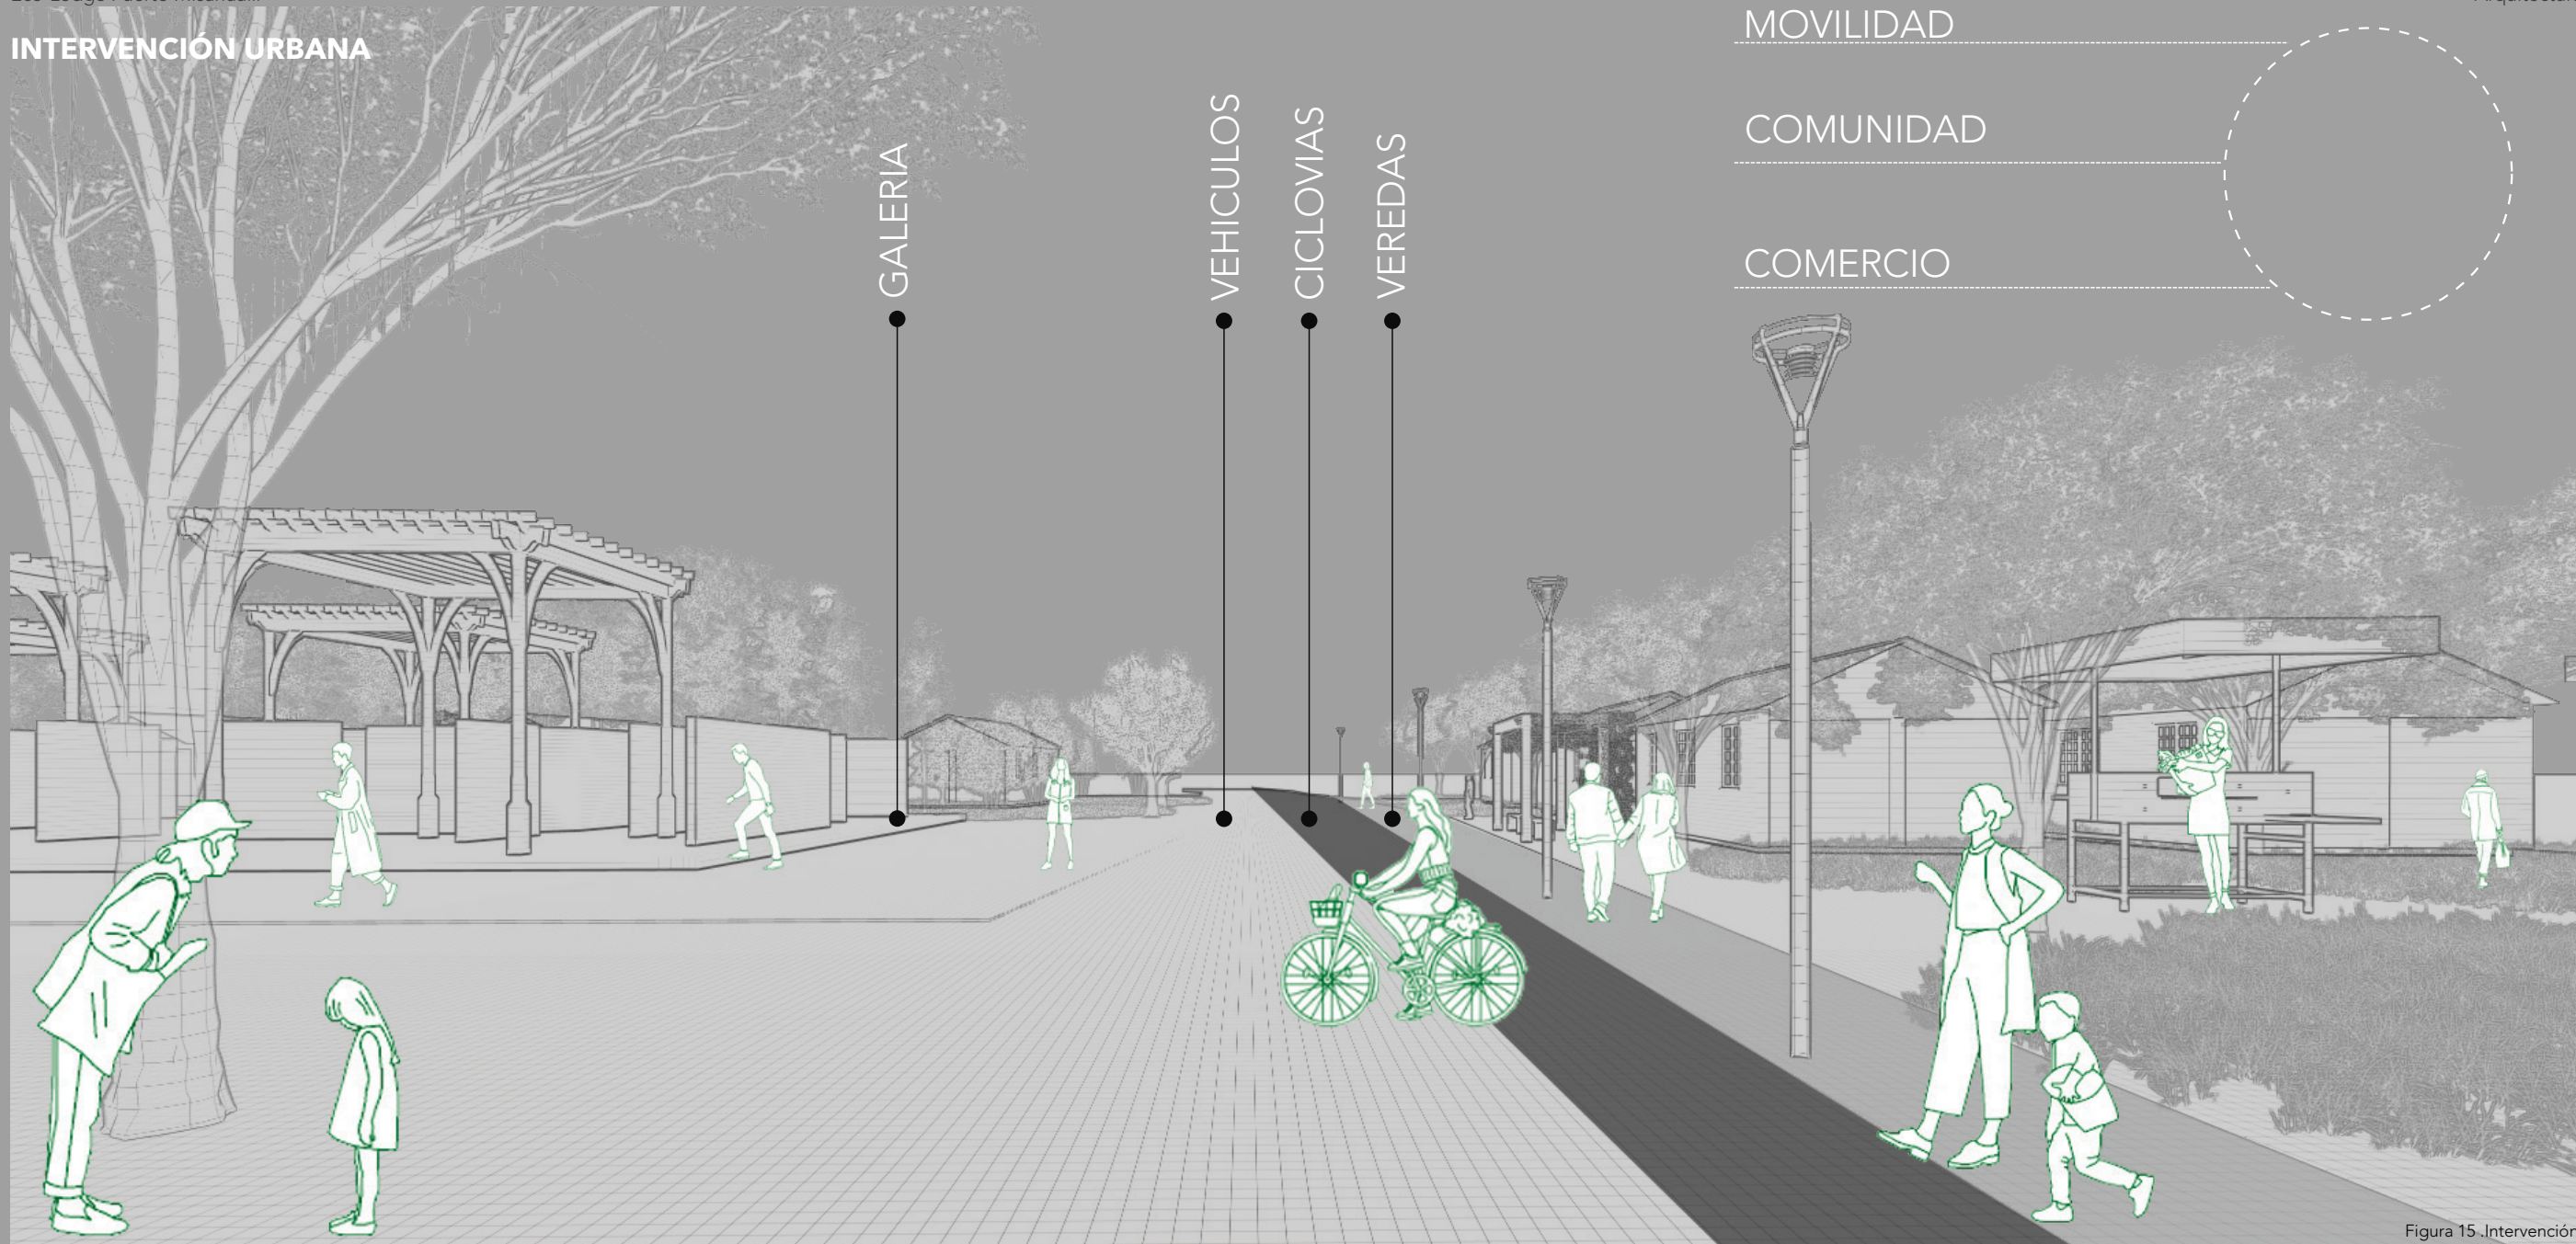 INTERVENCIÓN URBANA
MOVILIDAD
COMUNIDAD
COMERCIO
GALERIA
VEHICULOS
CICLOVIAS
VEREDAS
Figura 15 .Intervención